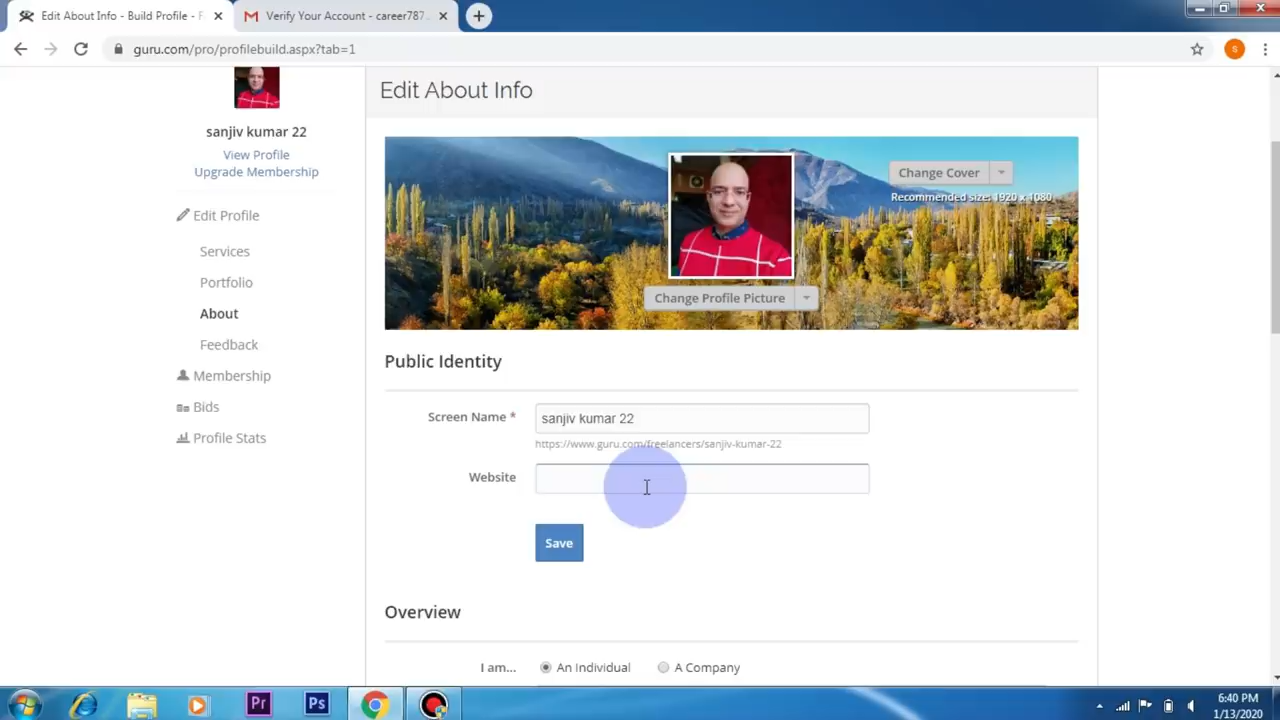 Edit About Info - Build Profile - F
Verify Your Account - career787
guru.com/pro/profilebuild.aspx?tab=1
S
Edit About Info
sanjiv kumar 22
View Profile
Upgrade Membership
Edit Profile
Services
Portfolio
About
Feedback
Membership
Bids
Profile Stats
Change Cover
Recommended size: 1920 x 1080
Change Profile Picture
Public Identity
Screen Name *
sanjiv kumar 22
https://www.guru.com/freelancers/sanjiv-kumar-22
Website
Save
Overview
I am...
An Individual
A Company
Pr
Ps
6:40 PM
1/13/2020